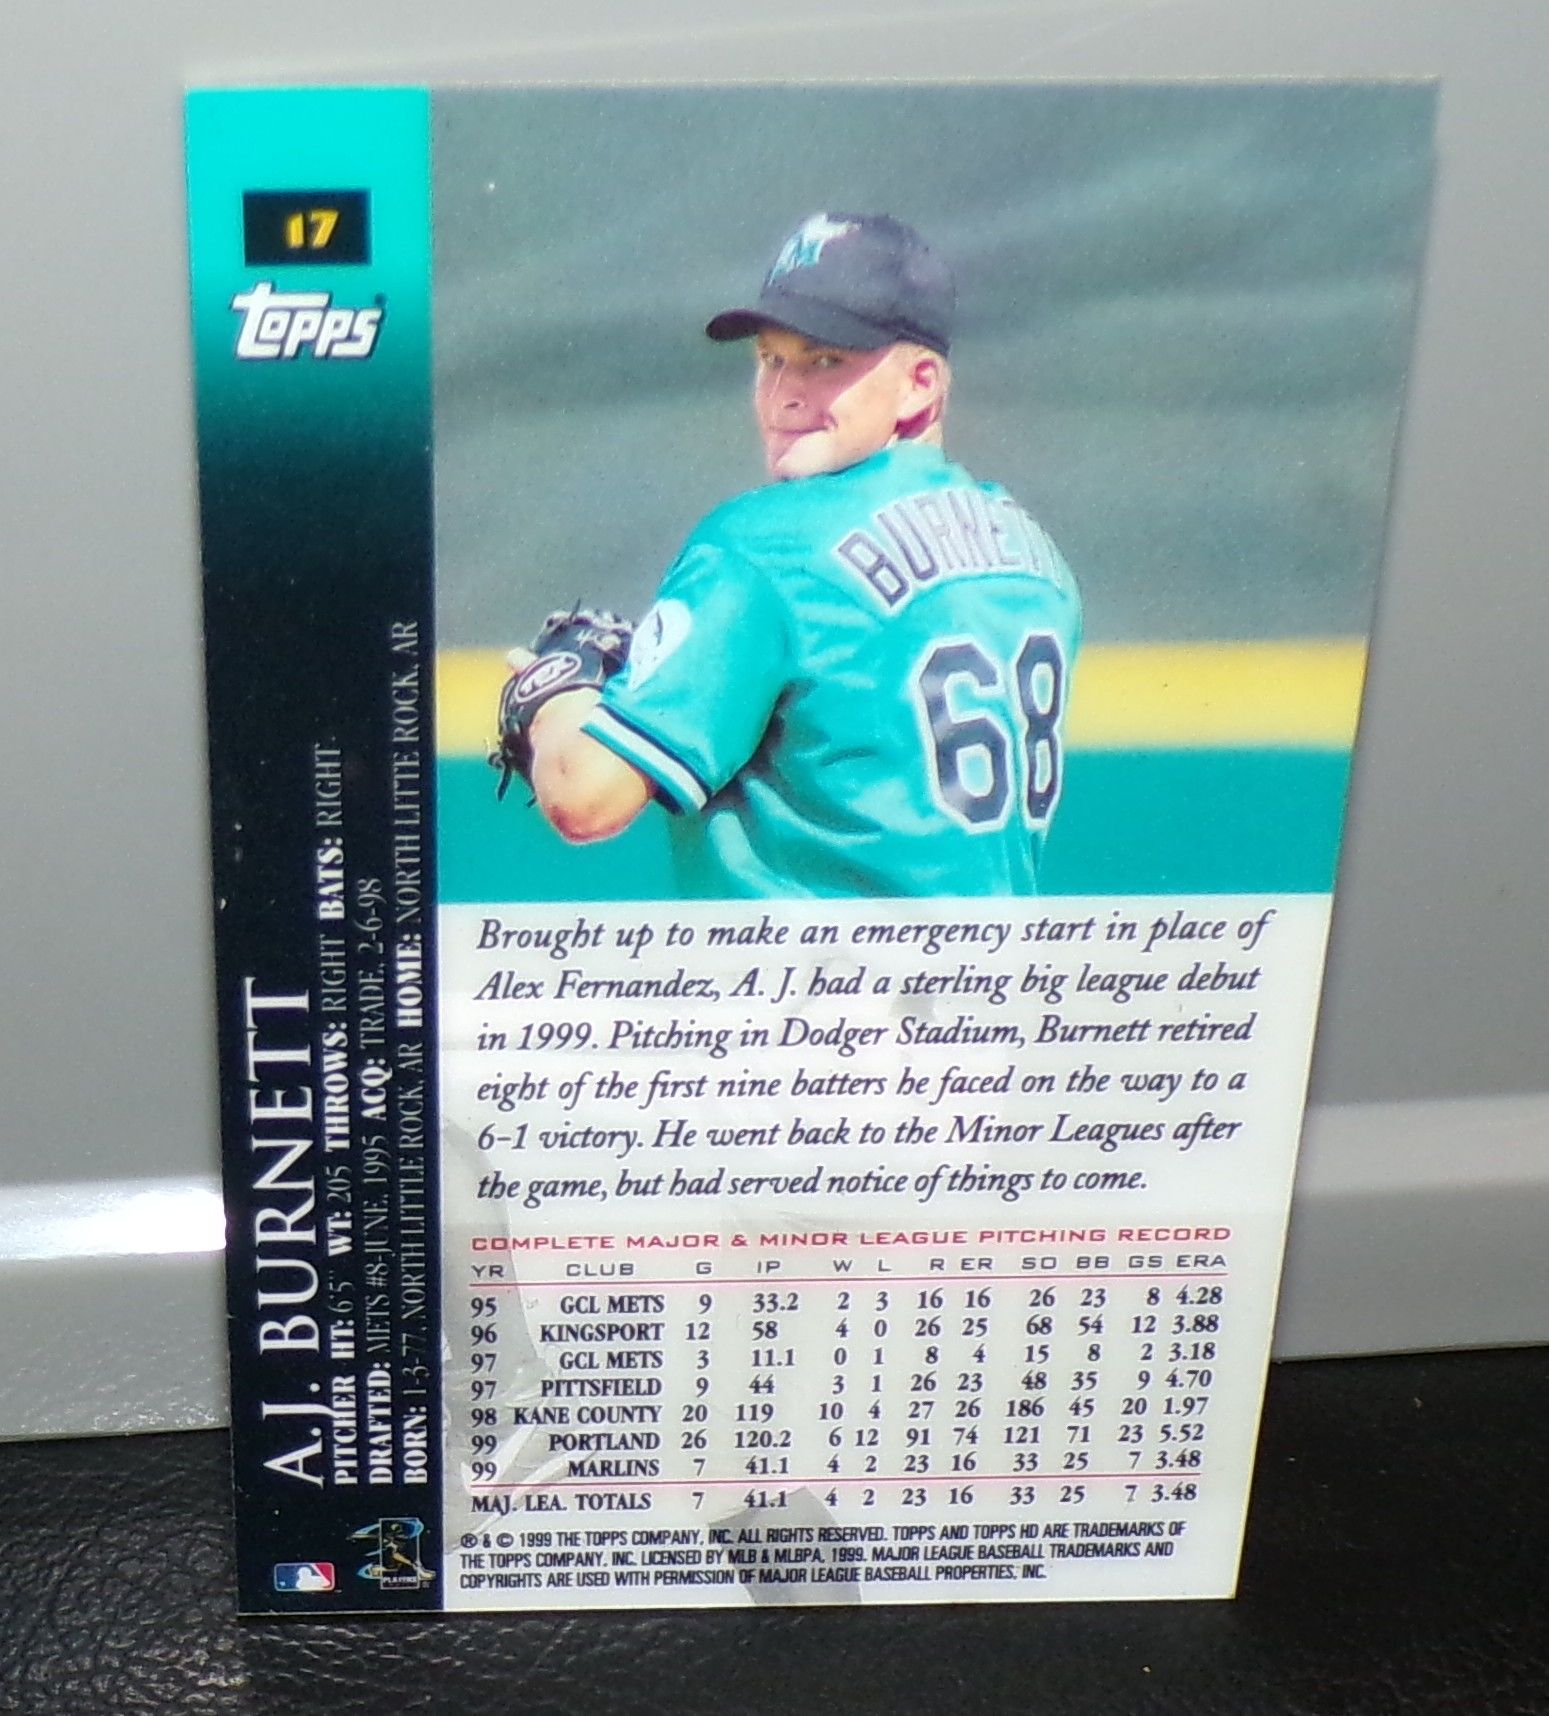 17
TOPPS
A.J. BURNETT
PITCHER HT: 6'5" WT: 205 THROWS: RIGHT BATS: RIGHT
DRAFTED: METS #8-JUNE, 1995 ACQ: TRADE, 2-6-98
BORN: 1-3-77, NORTH LITTLE ROCK, AR HOME: NORTH LITTE ROCK, AR
M
BURNETT
68
Brought up to make an emergency start in place of
Alex Fernandez, A. J. had a sterling big league debut
in 1999. Pitching in Dodger Stadium, Burnett retired
eight of the first nine batters he faced on the way to a
6-1 victory. He went back to the Minor Leagues after
the game, but had served notice of things to come.
COMPLETE MAJOR & MINOR LEAGUE PITCHING RECORD
YR CLUB G IP W L R ER SO BB GS ERA
95 GCL METS 9 33.2 2 3 16 16 26 23 8 4.28
96 KINGSPORT 12 58 4 0 26 25 68 54 12 3.88
97 GCL METS 3 11.1 0 1 8 4 15 8 2 3.18
97 PITTSFIELD 9 44 3 1 26 23 48 35 9 4.70
98 KANE COUNTY 20 119 10 4 27 26 186 45 20 1.97
99 PORTLAND 26 120.2 6 12 91 74 121 71 23 5.52
99 MARLINS 7 41.1 4 2 23 16 33 25 7 3.48
MAJ. LEA. TOTALS 7 41.1 4 2 23 16 33 25 7 3.48
® & © 1999 THE TOPPS COMPANY, INC. ALL RIGHTS RESERVED. TOPPS AND TOPPS HD ARE TRADEMARKS OF
THE TOPPS COMPANY, INC. LICENSED BY MLB & MLBPA, 1999. MAJOR LEAGUE BASEBALL TRADEMARKS AND
COPYRIGHTS ARE USED WITH PERMISSION OF MAJOR LEAGUE BASEBALL PROPERTIES, INC.